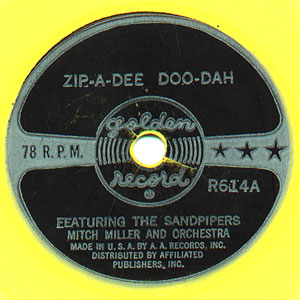 ZIP-A-DEE DOO-DAH
golden
78 R.P.M.
record
R614A
FEATURING THE SANDPIPERS
MITCH MILLER AND ORCHESTRA
MADE IN U.S.A. BY A.A. RECORDS, INC.
DISTRIBUTED BY AFFILIATED
PUBLISHERS, INC.